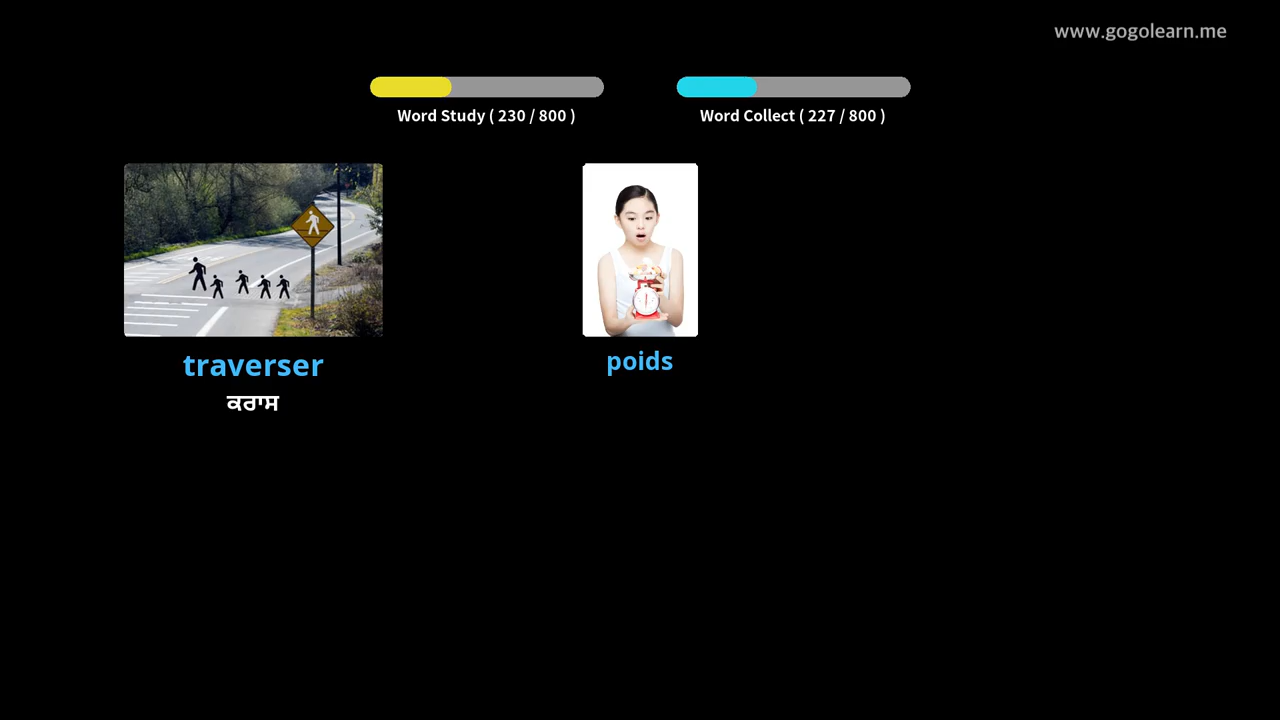 www.gogolearn.me
Word Study ( 230 / 800 )
Word Collect ( 227 / 800 )
traverser
ਕਰਾਸ
poids